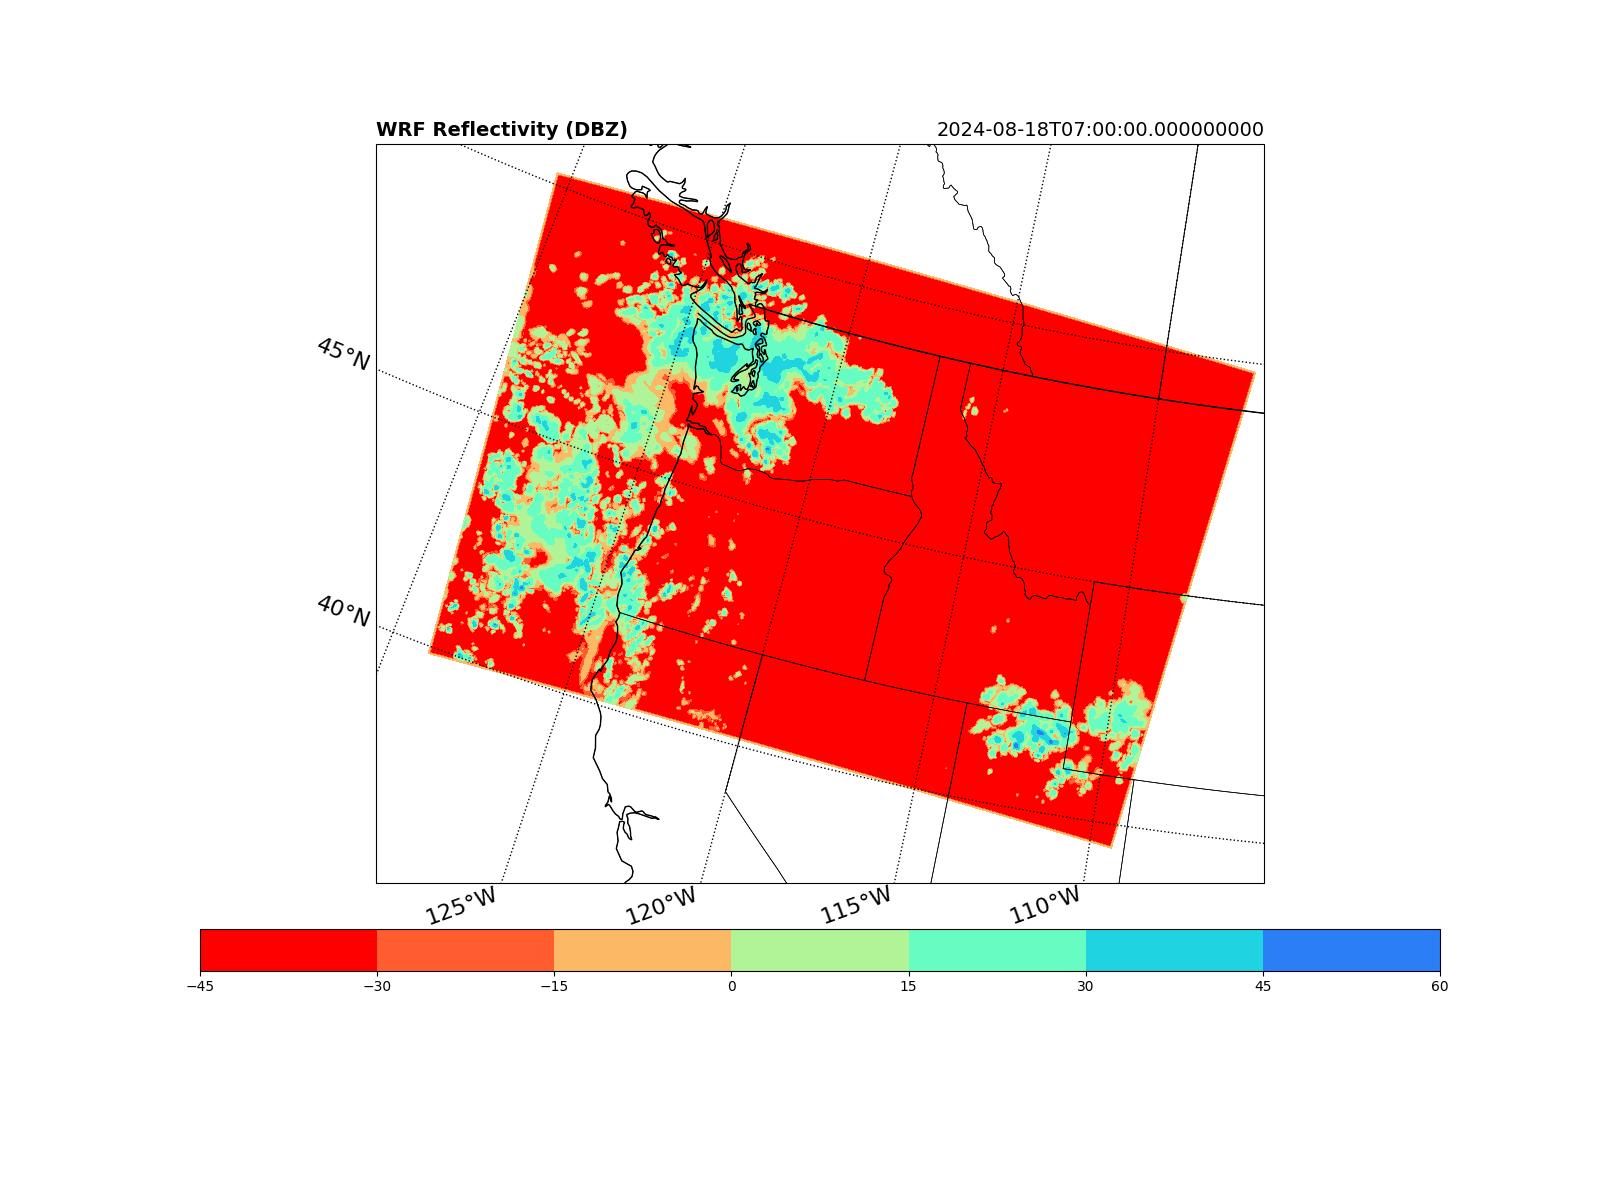 WRF Reflectivity (DBZ) 2024-08-18T07:00:00.000000000
45°N
40°N
125°W 120°W 115°W 110°W
−45 −30 −15 0 15 30 45 60